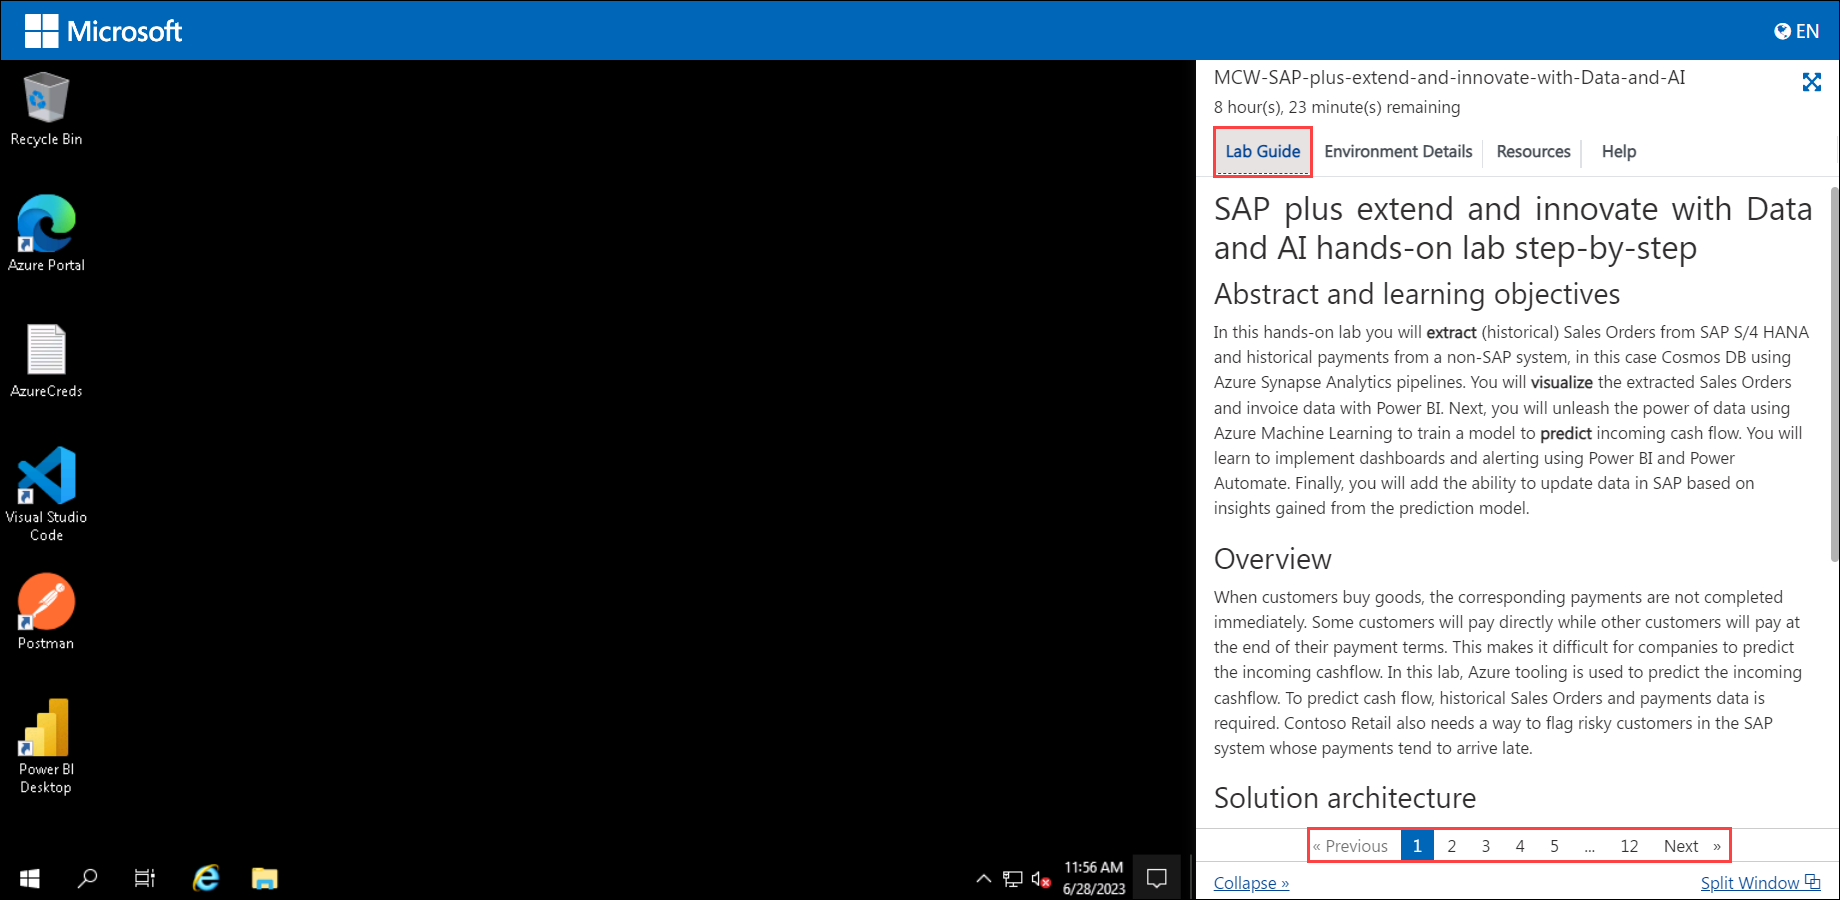 Microsoft
EN
Recycle Bin
Azure Portal
AzureCreds
Visual Studio
Code
Postman
Power BI
Desktop
11:56 AM
6/28/2023
MCW-SAP-plus-extend-and-innovate-with-Data-and-AI
8 hour(s), 23 minute(s) remaining
Lab Guide Environment Details Resources Help
SAP plus extend and innovate with Data
and AI hands-on lab step-by-step
Abstract and learning objectives
In this hands-on lab you will extract (historical) Sales Orders from SAP S/4 HANA
and historical payments from a non-SAP system, in this case Cosmos DB using
Azure Synapse Analytics pipelines. You will visualize the extracted Sales Orders
and invoice data with Power BI. Next, you will unleash the power of data using
Azure Machine Learning to train a model to predict incoming cash flow. You will
learn to implement dashboards and alerting using Power BI and Power
Automate. Finally, you will add the ability to update data in SAP based on
insights gained from the prediction model.
Overview
When customers buy goods, the corresponding payments are not completed
immediately. Some customers will pay directly while other customers will pay at
the end of their payment terms. This makes it difficult for companies to predict
the incoming cashflow. In this lab, Azure tooling is used to predict the incoming
cashflow. To predict cash flow, historical Sales Orders and payments data is
required. Contoso Retail also needs a way to flag risky customers in the SAP
system whose payments tend to arrive late.
Solution architecture
« Previous 1 2 3 4 5 ... 12 Next »
Collapse » Split Window